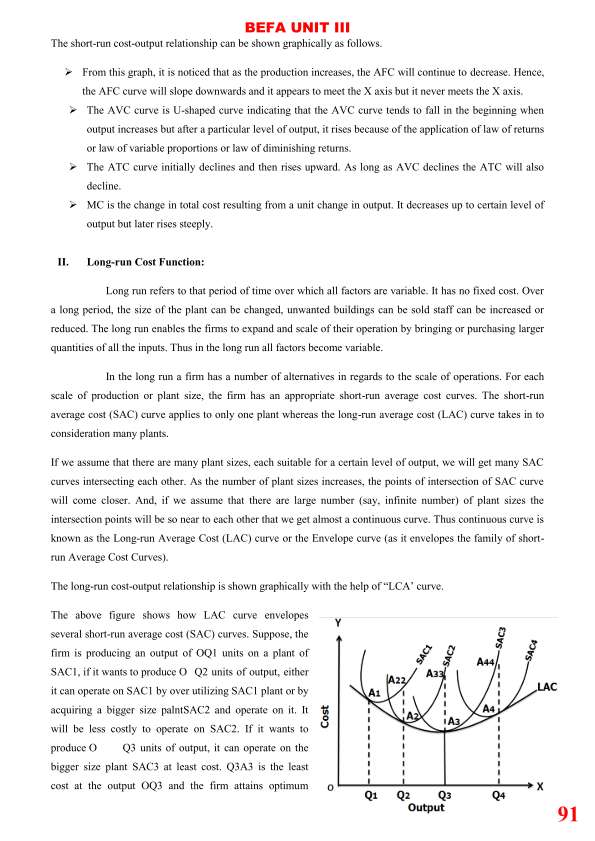 BEFA UNIT III
The short-run cost-output relationship can be shown graphically as follows.
➢ From this graph, it is noticed that as the production increases, the AFC will continue to decrease. Hence,
the AFC curve will slope downwards and it appears to meet the X axis but it never meets the X axis.
➢ The AVC curve is U-shaped curve indicating that the AVC curve tends to fall in the beginning when
output increases but after a particular level of output, it rises because of the application of law of returns
or law of variable proportions or law of diminishing returns.
➢ The ATC curve initially declines and then rises upward. As long as AVC declines the ATC will also
decline.
➢ MC is the change in total cost resulting from a unit change in output. It decreases up to certain level of
output but later rises steeply.
II. Long-run Cost Function:
Long run refers to that period of time over which all factors are variable. It has no fixed cost. Over
a long period, the size of the plant can be changed, unwanted buildings can be sold staff can be increased or
reduced. The long run enables the firms to expand and scale of their operation by bringing or purchasing larger
quantities of all the inputs. Thus in the long run all factors become variable.
In the long run a firm has a number of alternatives in regards to the scale of operations. For each
scale of production or plant size, the firm has an appropriate short-run average cost curves. The short-run
average cost (SAC) curve applies to only one plant whereas the long-run average cost (LAC) curve takes in to
consideration many plants.
If we assume that there are many plant sizes, each suitable for a certain level of output, we will get many SAC
curves intersecting each other. As the number of plant sizes increases, the points of intersection of SAC curve
will come closer. And, if we assume that there are large number (say, infinite number) of plant sizes the
intersection points will be so near to each other that we get almost a continuous curve. Thus continuous curve is
known as the Long-run Average Cost (LAC) curve or the Envelope curve (as it envelopes the family of short-
run Average Cost Curves).
The long-run cost-output relationship is shown graphically with the help of “LCA’ curve.
The above figure shows how LAC curve envelopes
several short-run average cost (SAC) curves. Suppose, the
firm is producing an output of OQ1 units on a plant of
SAC1, if it wants to produce O Q2 units of output, either
it can operate on SAC1 by over utilizing SAC1 plant or by
acquiring a bigger size palntSAC2 and operate on it. It
will be less costly to operate on SAC2. If it wants to
produce O Q3 units of output, it can operate on the
bigger size plant SAC3 at least cost. Q3A3 is the least
cost at the output OQ3 and the firm attains optimum
Y
SAC1
SAC2
SAC3
SAC4
A22
A33
A44
LAC
A1
A2
A3
A4
Cost
O
X
Q1 Q2 Q3 Q4
Output
91